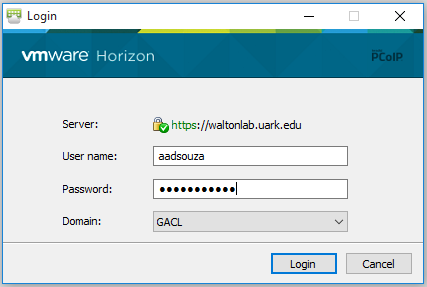 Login
vmware Horizon
PCoIP
Server: https://waltonlab.uark.edu
User name: aadsouza
Password: ●●●●●●●●●●●
Domain: GACL
Login Cancel